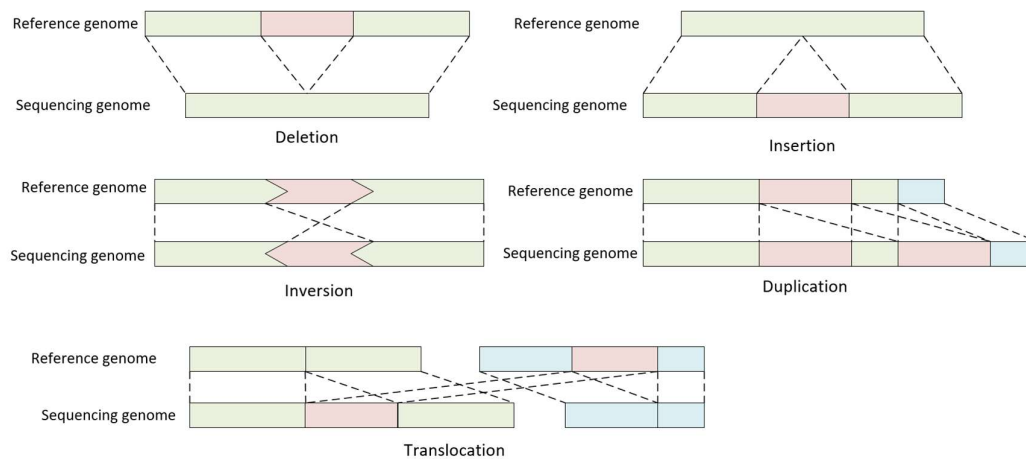 Reference genome
Sequencing genome
Deletion
Reference genome
Sequencing genome
Insertion
Reference genome
Sequencing genome
Inversion
Reference genome
Sequencing genome
Duplication
Reference genome
Sequencing genome
Translocation